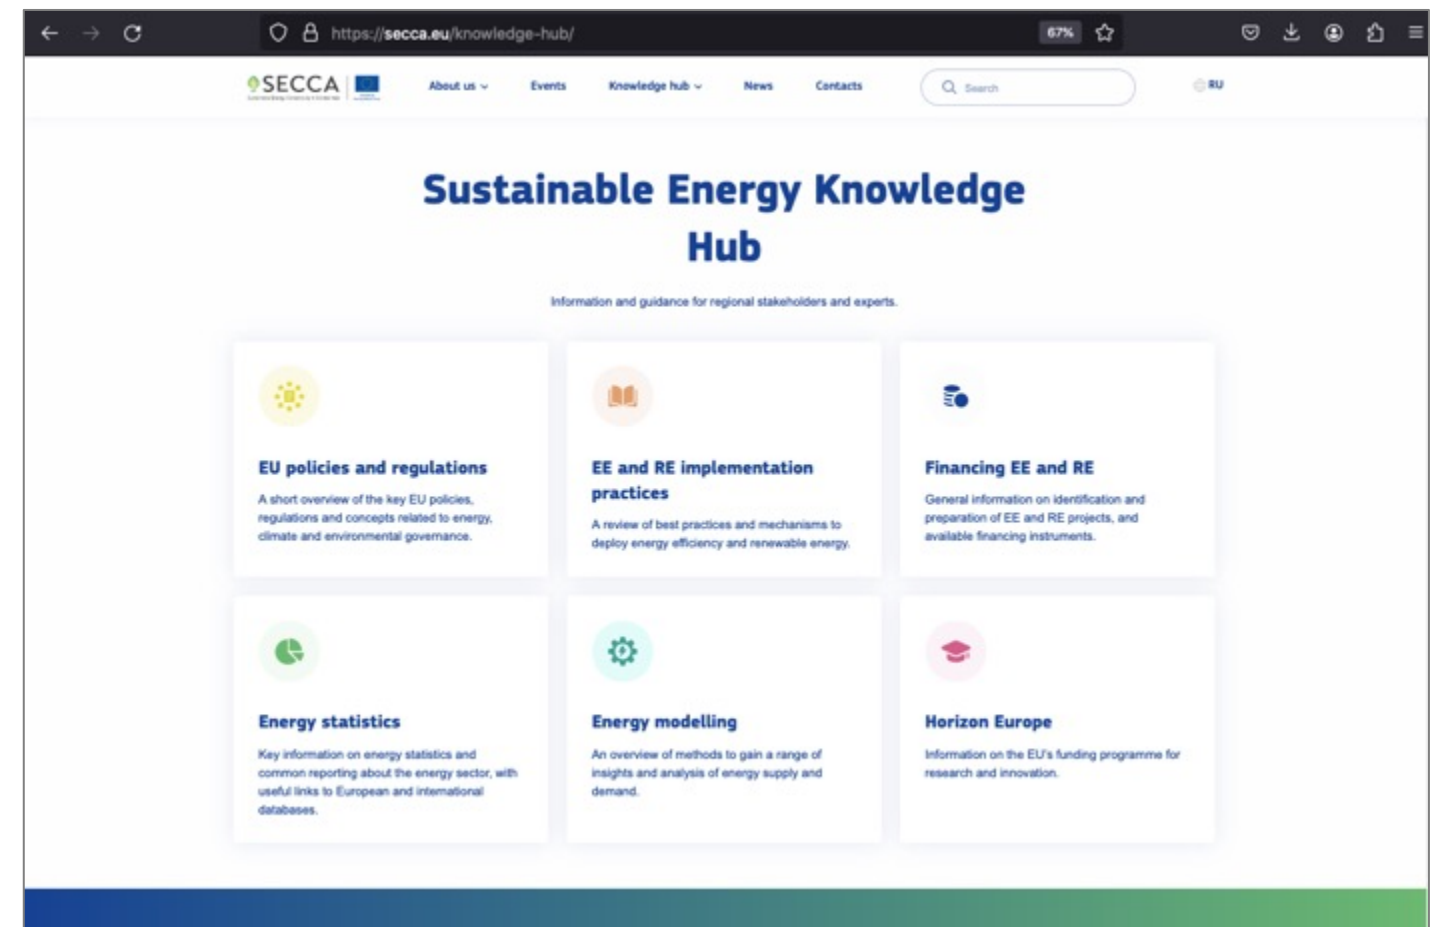 https://secca.eu/knowledge-hub/
67%
SECCA
About us
Events
Knowledge hub
News
Contacts
Search
RU
Sustainable Energy Knowledge
Hub
Information and guidance for regional stakeholders and experts.
EU policies and regulations
A short overview of the key EU policies,
regulations and concepts related to energy,
climate and environmental governance.
EE and RE implementation
practices
A review of best practices and mechanisms to
deploy energy efficiency and renewable energy.
Financing EE and RE
General information on identification and
preparation of EE and RE projects, and
available financing instruments.
Energy statistics
Key information on energy statistics and
common reporting about the energy sector, with
useful links to European and international
databases.
Energy modelling
An overview of methods to gain a range of
insights and analysis of energy supply and
demand.
Horizon Europe
Information on the EU's funding programme for
research and innovation.